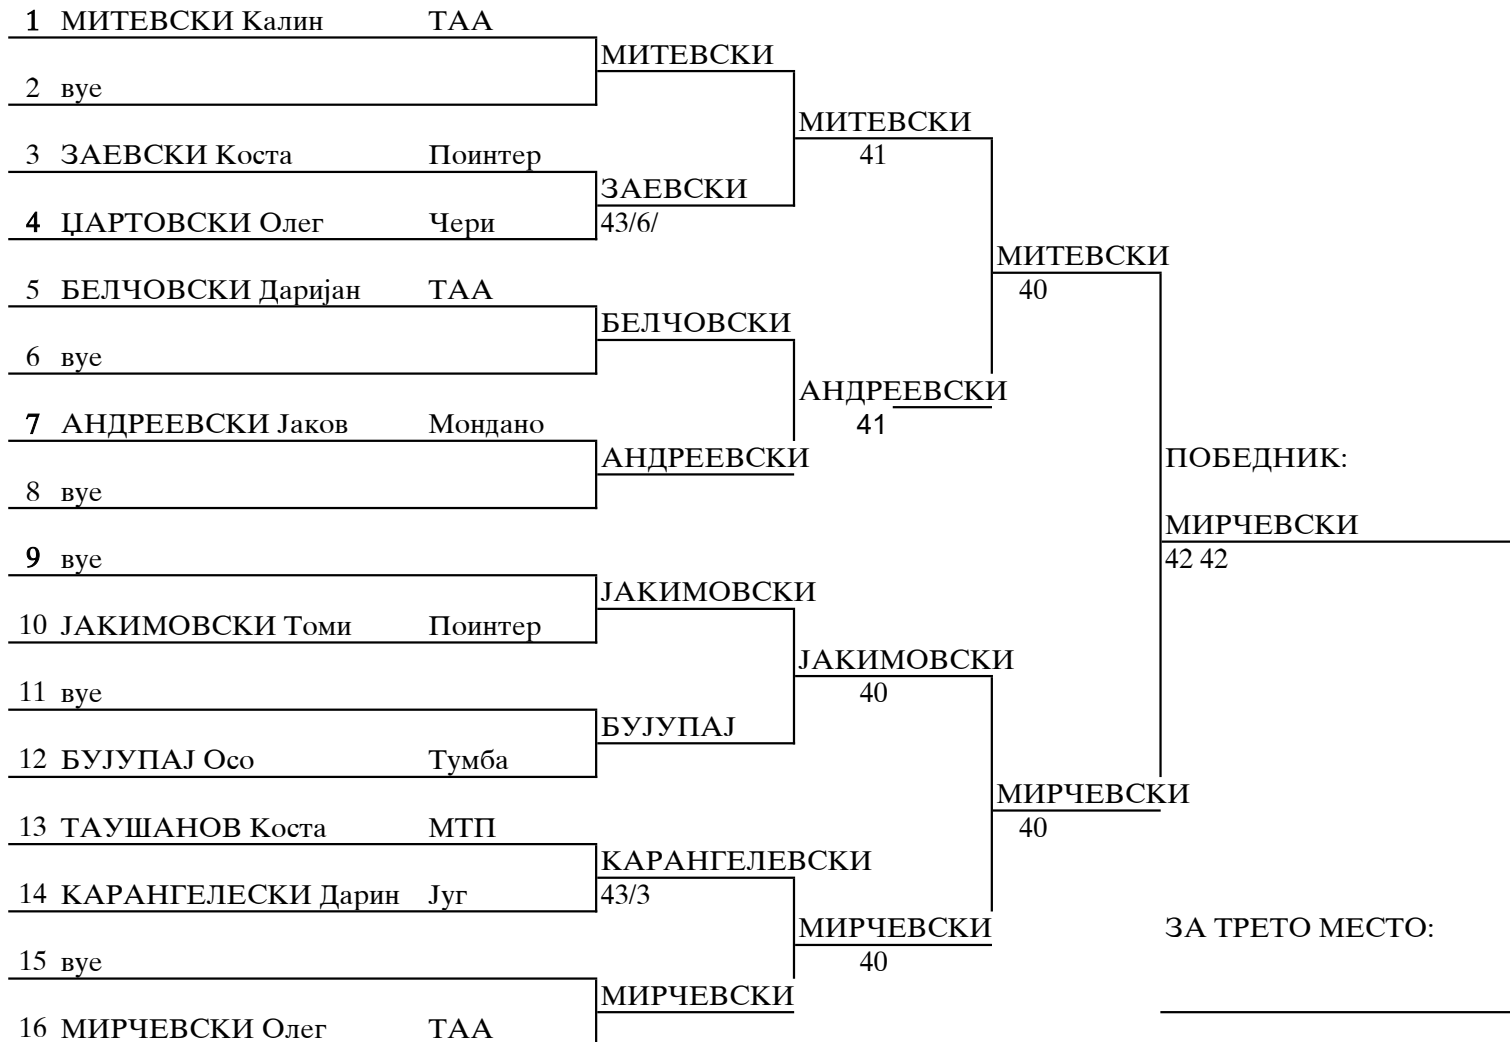 1 МИТЕВСКИ Калин ТАА
МИТЕВСКИ
2 вуе
МИТЕВСКИ
3 ЗАЕВСКИ Коста Поинтер 41
ЗАЕВСКИ
4 ЏАРТОВСКИ Олег Чери 43/6/
МИТЕВСКИ
5 БЕЛЧОВСКИ Даријан ТАА 40
БЕЛЧОВСКИ
6 вуе
АНДРЕЕВСКИ
7 АНДРЕЕВСКИ Јаков Мондано 41
АНДРЕЕВСКИ ПОБЕДНИК:
8 вуе
МИРЧЕВСКИ
9 вуе 42 42
ЈАКИМОВСКИ
10 ЈАКИМОВСКИ Томи Поинтер
ЈАКИМОВСКИ
11 вуе 40
БУЈУПАЈ
12 БУЈУПАЈ Осо Тумба
МИРЧЕВСКИ
13 ТАУШАНОВ Коста МТП 40
КАРАНГЕЛЕВСКИ
14 КАРАНГЕЛЕСКИ Дарин Југ 43/3
МИРЧЕВСКИ ЗА ТРЕТО МЕСТО:
15 вуе 40
МИРЧЕВСКИ
16 МИРЧЕВСКИ Олег ТАА